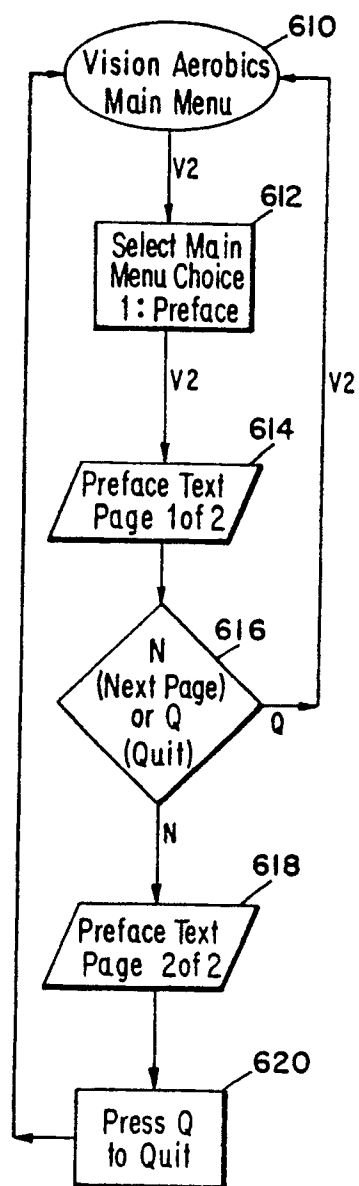 610
Vision Aerobics
Main Menu
V2
612
Select Main
Menu Choice
1: Preface
V2
V2
614
Preface Text
Page 1of 2
616
N
(Next Page)
or Q
(Quit)
Q
N
618
Preface Text
Page 2of 2
620
Press Q
to Quit